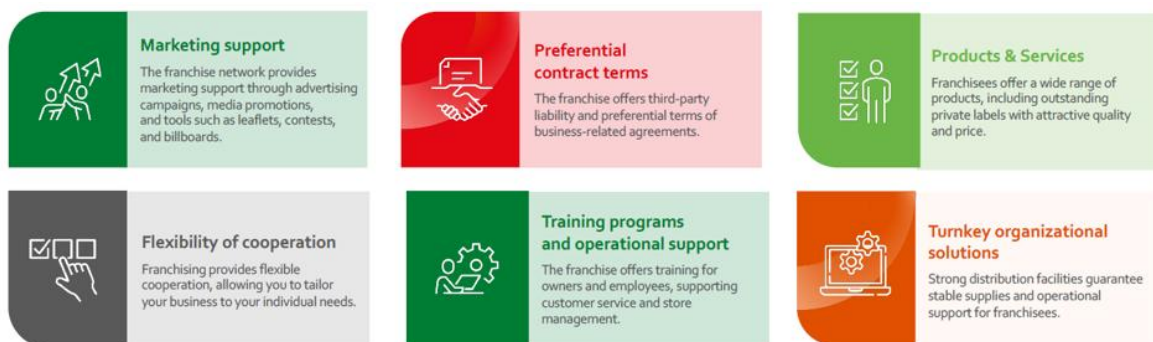 Marketing support
The franchise network provides
marketing support through advertising
campaigns, media promotions,
and tools such as leaflets, contests,
and billboards.
Preferential
contract terms
The franchise offers third-party
liability and preferential terms of
business-related agreements.
Products & Services
Franchisees offer a wide range of
products, including outstanding
private labels with attractive quality
and price.
Flexibility of cooperation
Franchising provides flexible
cooperation, allowing you to tailor
your business to your individual needs.
Training programs
and operational support
The franchise offers training for
owners and employees, supporting
customer service and store
management.
Turnkey organizational
solutions
Strong distribution facilities guarantee
stable supplies and operational
support for franchisees.